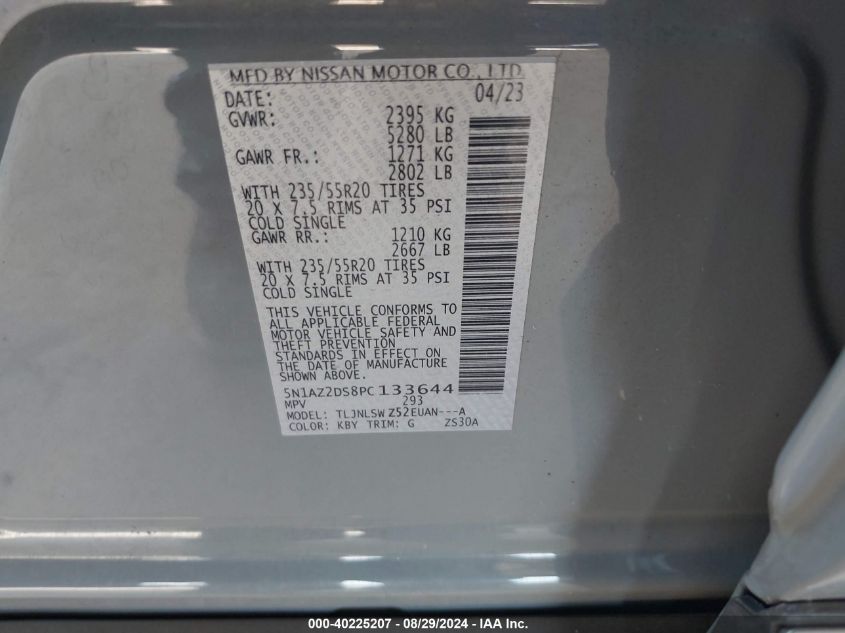 MFD BY NISSAN MOTOR CO., LTD.
DATE: 04/23
GVWR: 2395 KG
5280 LB
GAWR FR.: 1271 KG
2802 LB
WITH 235/55R20 TIRES
20 X 7.5 RIMS AT 35 PSI
COLD SINGLE
GAWR RR.: 1210 KG
2667 LB
WITH 235/55R20 TIRES
20 X 7.5 RIMS AT 35 PSI
COLD SINGLE
THIS VEHICLE CONFORMS TO
ALL APPLICABLE FEDERAL
MOTOR VEHICLE SAFETY AND
THEFT PREVENTION
STANDARDS IN EFFECT ON
THE DATE OF MANUFACTURE
SHOWN ABOVE.
5N1AZ2DS8PC133644
MPV 293
MODEL: TLJNLSW Z52EUAN---A
COLOR: KBY TRIM: G ZS30A
000-40225207 - 08/29/2024 - IAA Inc.